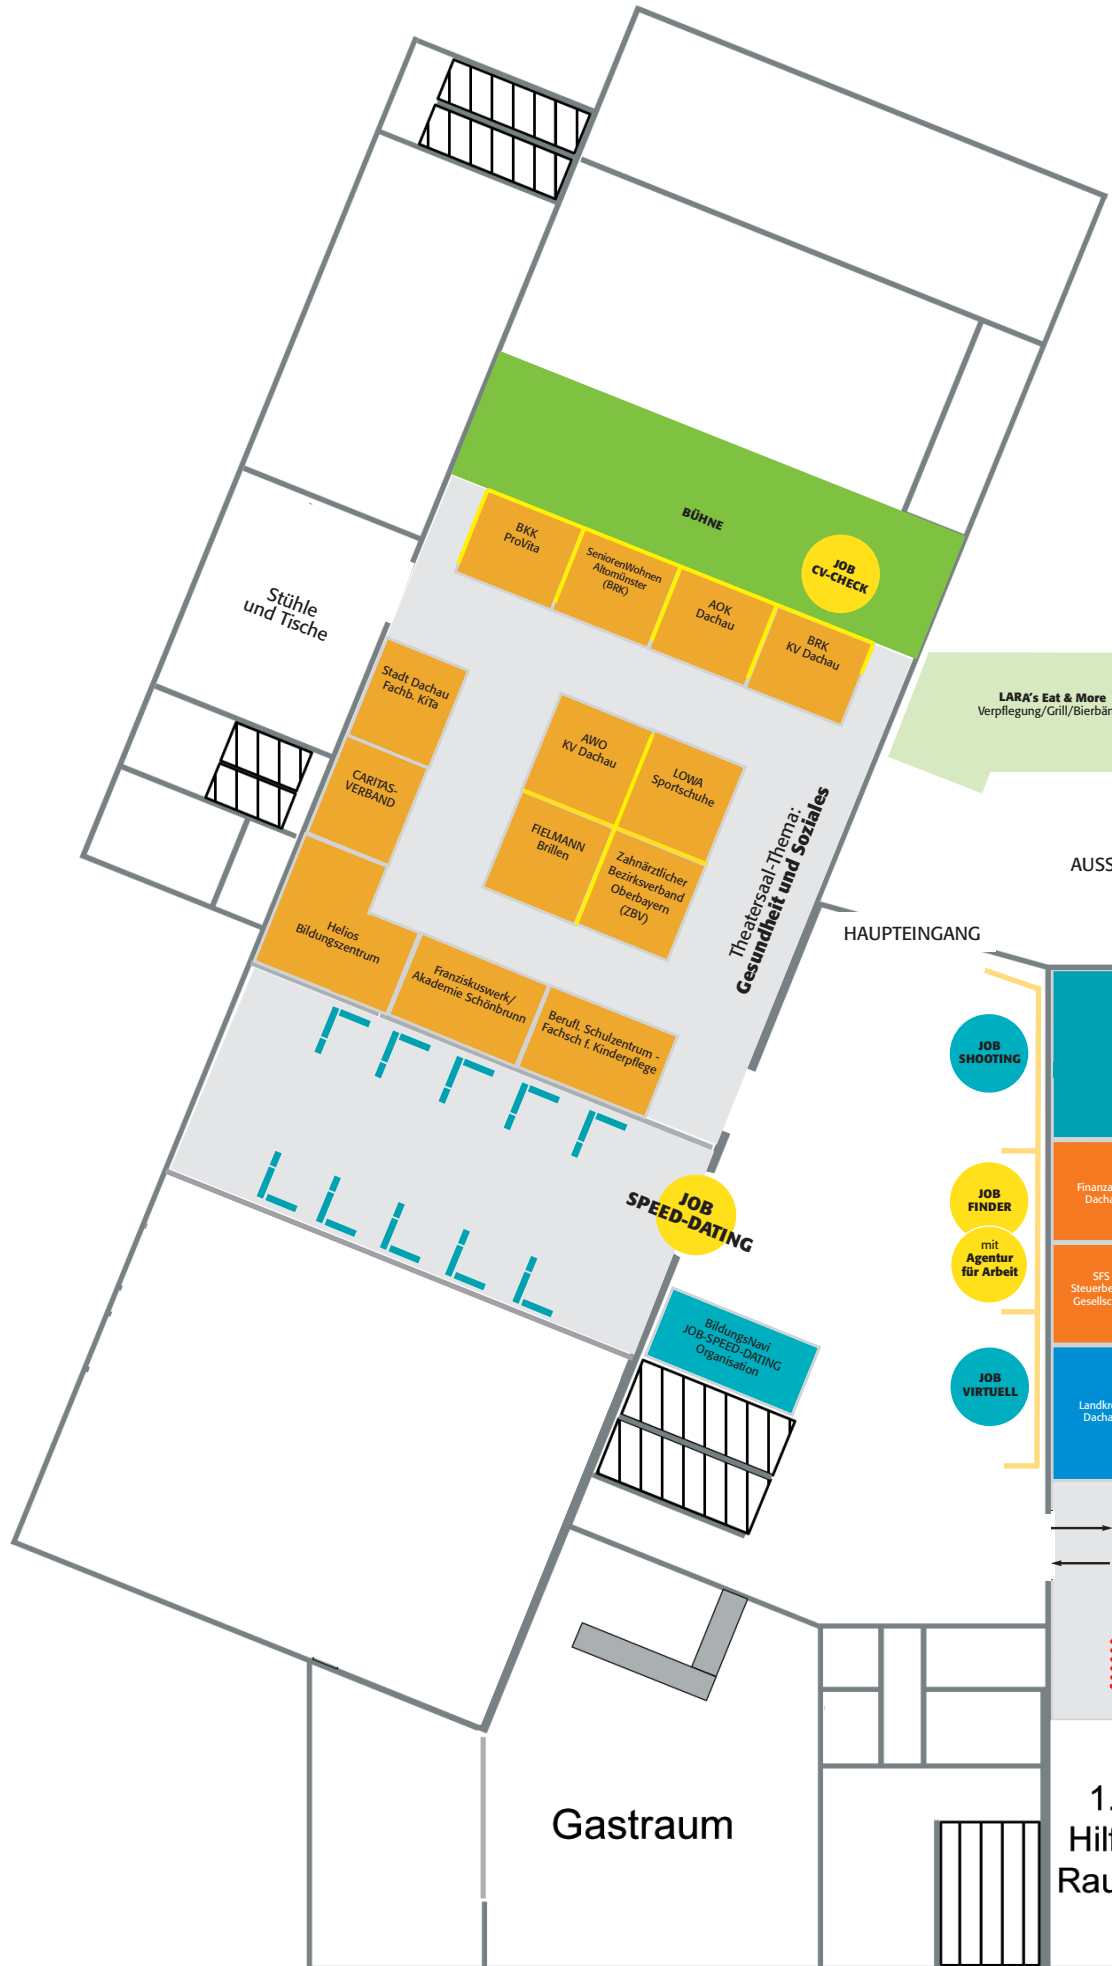 BÜHNE
JOB
CV-CHECK
BKK
ProVita
SeniorenWohnen
Altomünster
(BRK)
AOK
Dachau
BRK
KV Dachau
Stühle
und Tische
Stadt Dachau
Fachb. KiTa
CARITAS-
VERBAND
AWO
KV Dachau
LOWA
Sportschuhe
FIELMANN
Brillen
Zahnärztlicher
Bezirksverband
Oberbayern
(ZBV)
Theatersaal-Thema:
Gesundheit und Soziales
LARA's Eat & More
Verpflegung/Grill/Bierbän
AUSS
HAUPTEINGANG
Helios
Bildungszentrum
Franziskuswerk/
Akademie Schönbrunn
Berufl. Schulzentrum -
Fachsch f. Kinderpflege
JOB
SHOOTING
JOB
FINDER
mit
Agentur
für Arbeit
JOB
VIRTUELL
Finanza
Dacha
SFS
Steuerbe
Gesellsc
Landkr
Dacha
JOB
SPEED-DATING
BildungsNavi
JOB-SPEED-DATING
Organisation
Gastraum
1.
Hilf
Rau